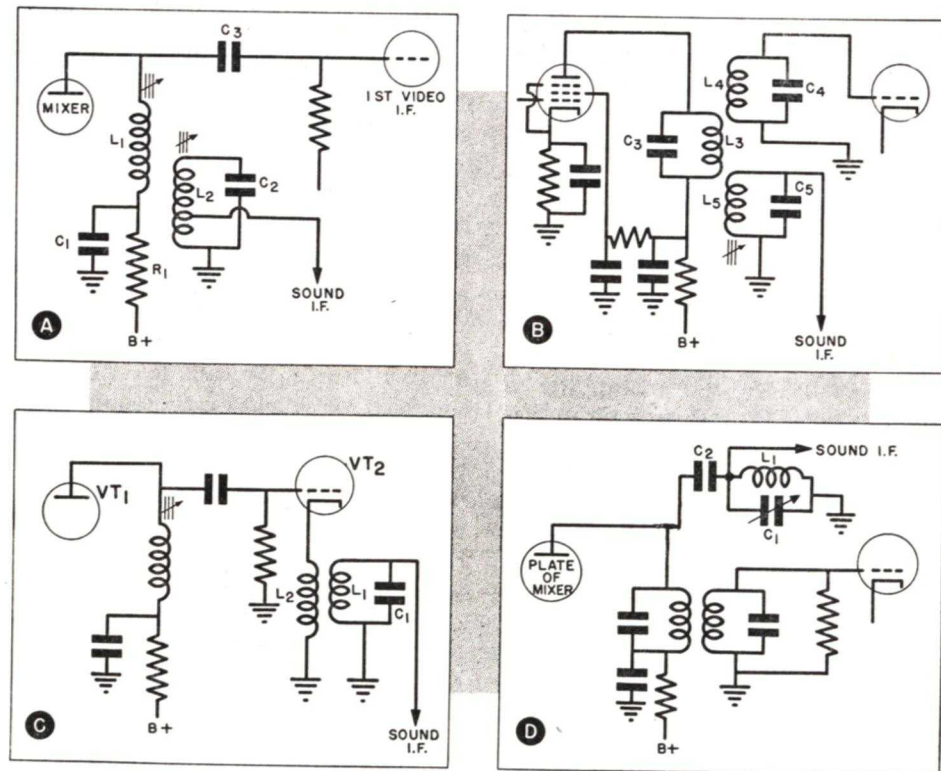 C3
MIXER
1ST VIDEO
I.F.
L1
L2
C2
C1
R1
SOUND
I.F.
B+
A
L4
C4
C3
L3
L5
C5
B+
SOUND
I.F.
B
VT1
VT2
L2
L1
C1
B+
SOUND
I.F.
C
C2
SOUND I.F.
L1
C1
PLATE
OF
MIXER
B+
D